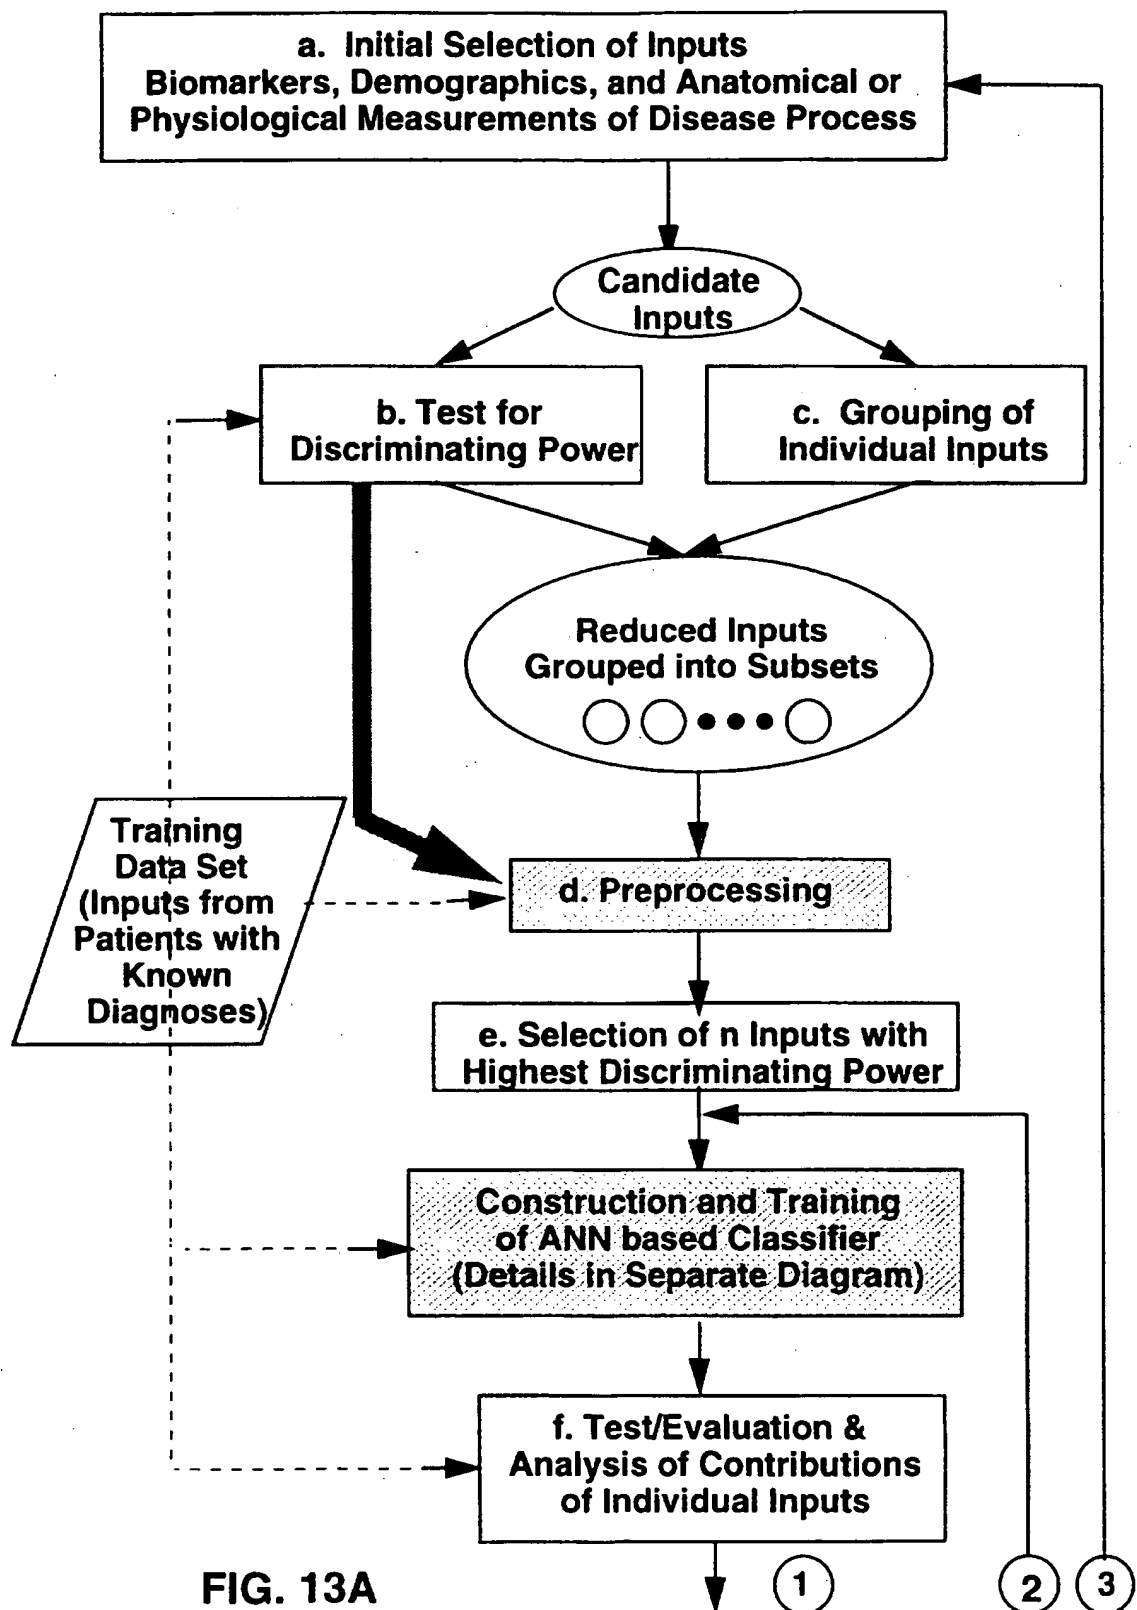 a. Initial Selection of Inputs
Biomarkers, Demographics, and Anatomical or
Physiological Measurements of Disease Process
Candidate
Inputs
b. Test for
Discriminating Power
c. Grouping of
Individual Inputs
Reduced Inputs
Grouped into Subsets
Training
Data Set
(Inputs from
Patients with
Known
Diagnoses)
d. Preprocessing
e. Selection of n Inputs with
Highest Discriminating Power
Construction and Training
of ANN based Classifier
(Details in Separate Diagram)
f. Test/Evaluation &
Analysis of Contributions
of Individual Inputs
FIG. 13A
1
2
3